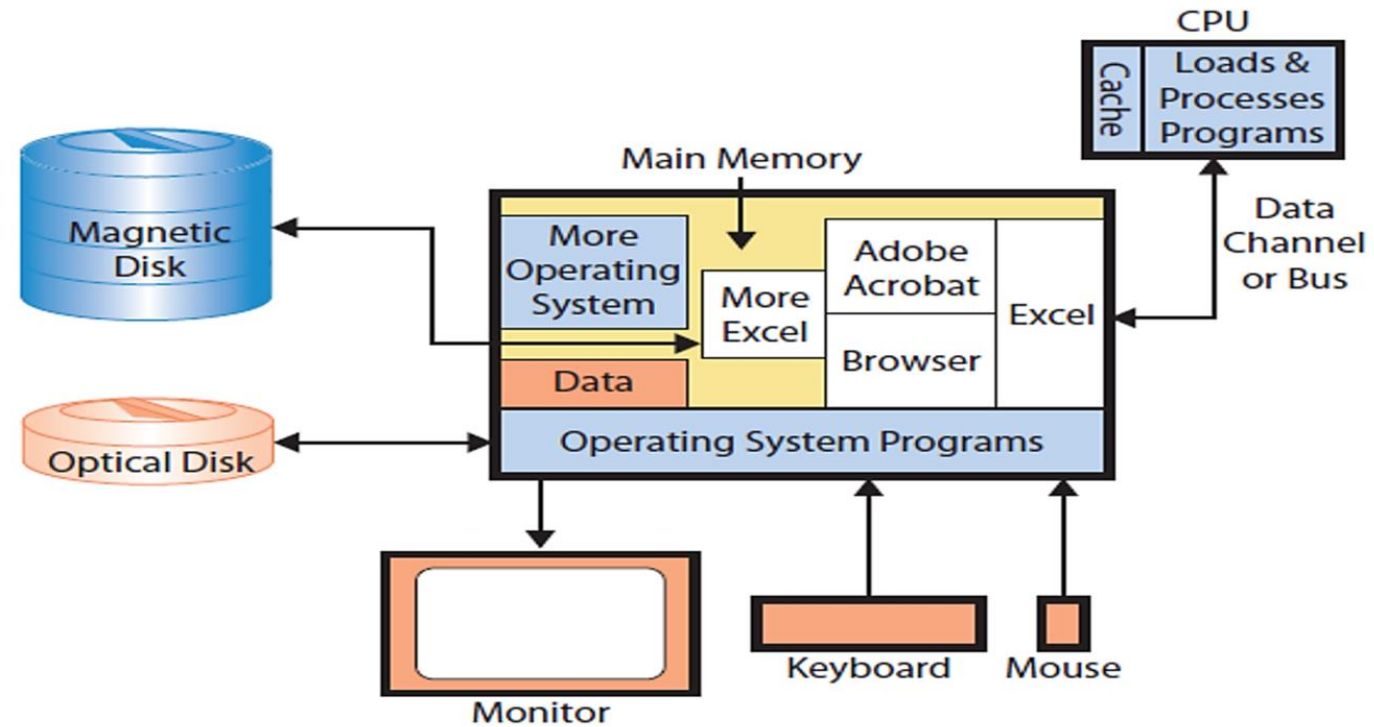 CPU
Cache
Loads &
Processes
Programs
Main Memory
Data
Channel
or Bus
Magnetic
Disk
More
Operating
System
More
Excel
Adobe
Acrobat
Excel
Browser
Data
Operating System Programs
Optical Disk
Monitor
Keyboard
Mouse